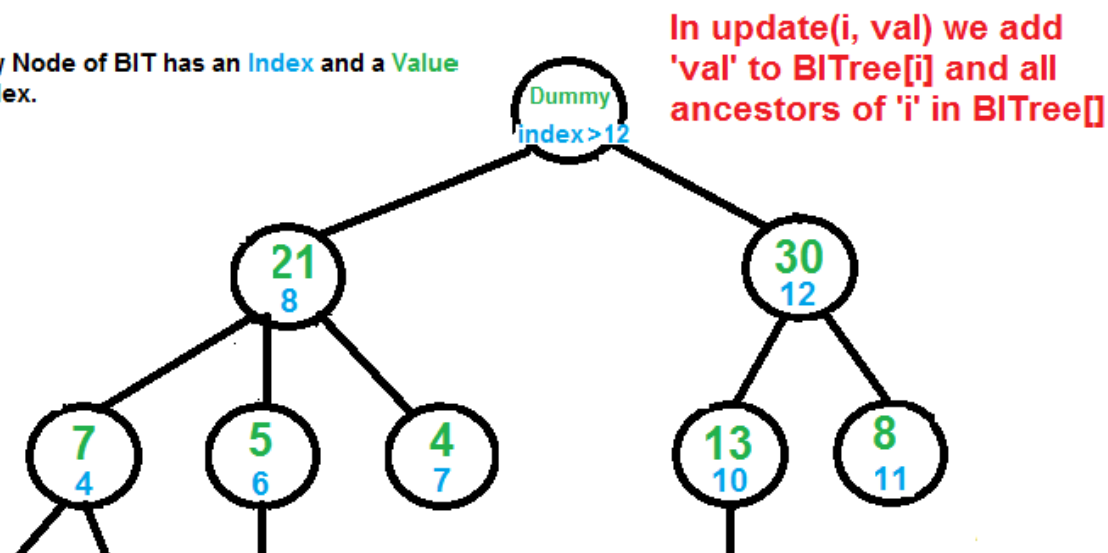 Node of BIT has an Index and a Value
In update(i, val) we add
'val' to BITree[i] and all
ancestors of 'i' in BITree[]
Dummy
index>12
21
8
30
12
7
4
5
6
4
7
13
10
8
11